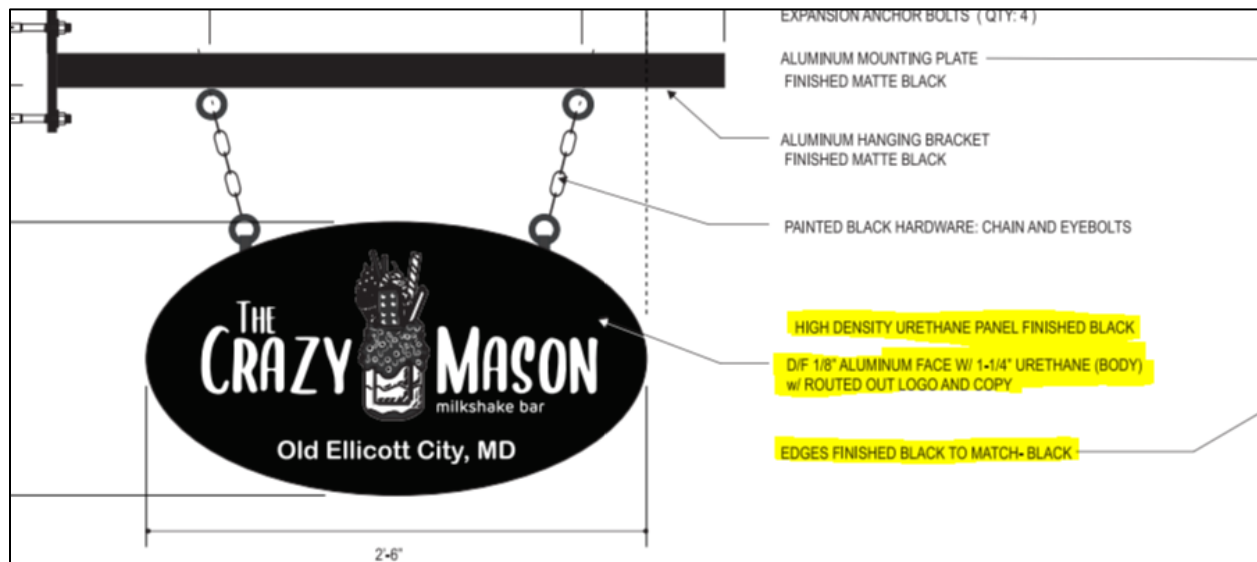 EXPANSION ANCHOR BOLTS ( QTY: 4 )
ALUMINUM MOUNTING PLATE
FINISHED MATTE BLACK
ALUMINUM HANGING BRACKET
FINISHED MATTE BLACK
PAINTED BLACK HARDWARE: CHAIN AND EYEBOLTS
THE
CRAZY MASON
milkshake bar
Old Ellicott City, MD
HIGH DENSITY URETHANE PANEL FINISHED BLACK
D/F 1/8" ALUMINUM FACE W/ 1-1/4" URETHANE (BODY)
w/ ROUTED OUT LOGO AND COPY
EDGES FINISHED BLACK TO MATCH- BLACK
2'-6"